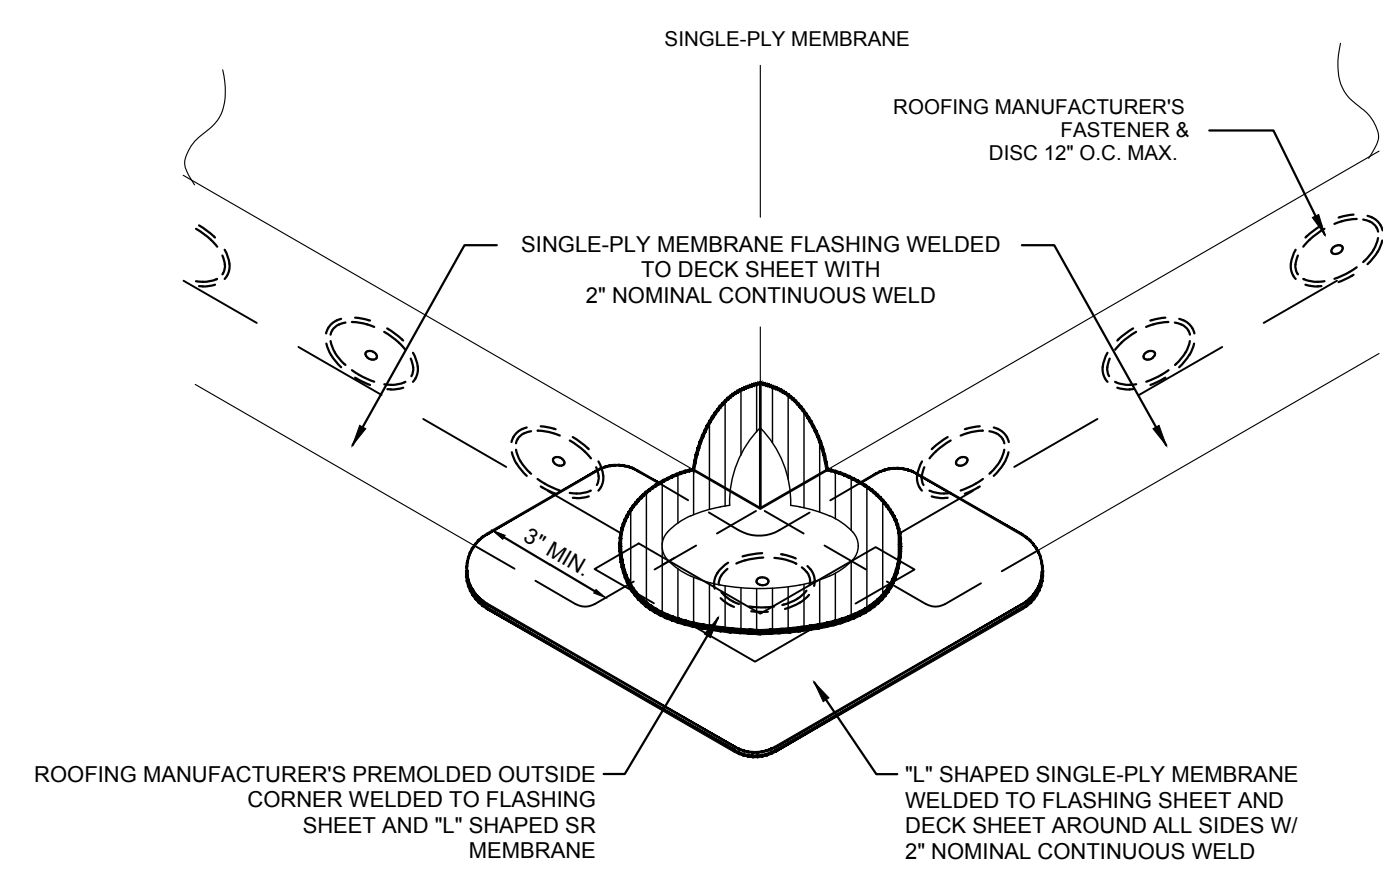 SINGLE-PLY MEMBRANE
ROOFING MANUFACTURER'S
FASTENER &
DISC 12" O.C. MAX.
SINGLE-PLY MEMBRANE FLASHING WELDED
TO DECK SHEET WITH
2" NOMINAL CONTINUOUS WELD
3" MIN.
ROOFING MANUFACTURER'S PREMOLDED OUTSIDE
CORNER WELDED TO FLASHING
SHEET AND "L" SHAPED SR
MEMBRANE
"L" SHAPED SINGLE-PLY MEMBRANE
WELDED TO FLASHING SHEET AND
DECK SHEET AROUND ALL SIDES W/
2" NOMINAL CONTINUOUS WELD